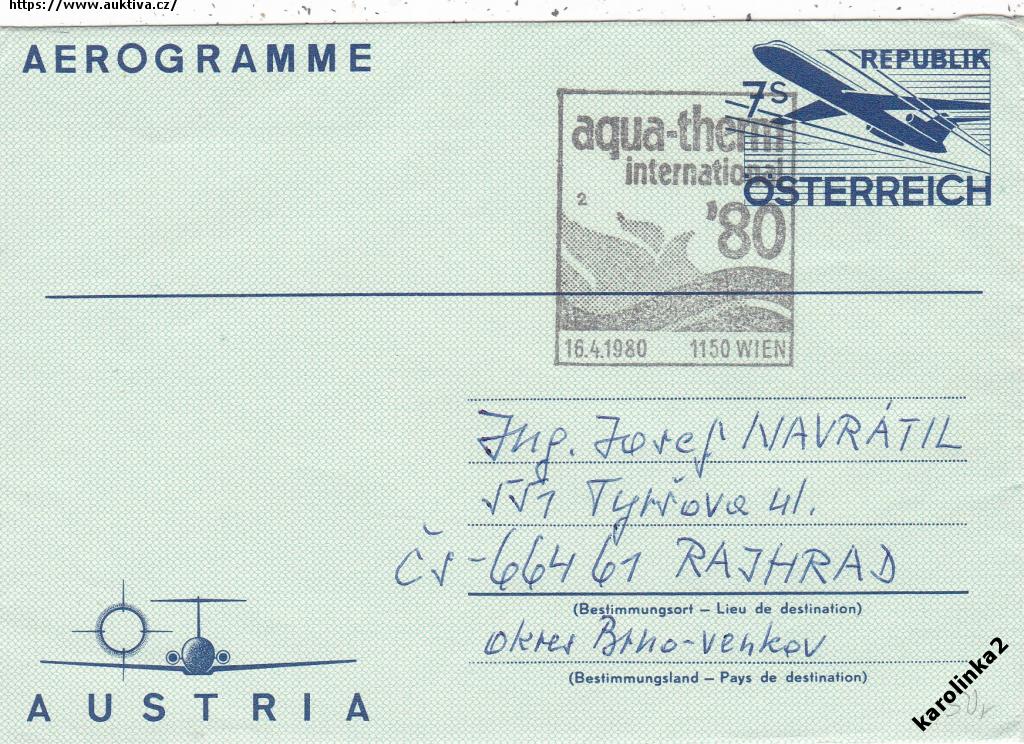 https://www.auktiva.cz/
AEROGRAMME
REPUBLIK
7S
ÖSTERREICH
aqua-therm
international
2
'80
16.4.1980 1150 WIEN
Ing. Josef NAVRÁTIL
551 Tyršova ul.
ČS-664 61 RAJHRAD
(Bestimmungsort – Lieu de destination)
okres Brno-venkov
(Bestimmungsland – Pays de destination)
AUSTRIA
karolinka2